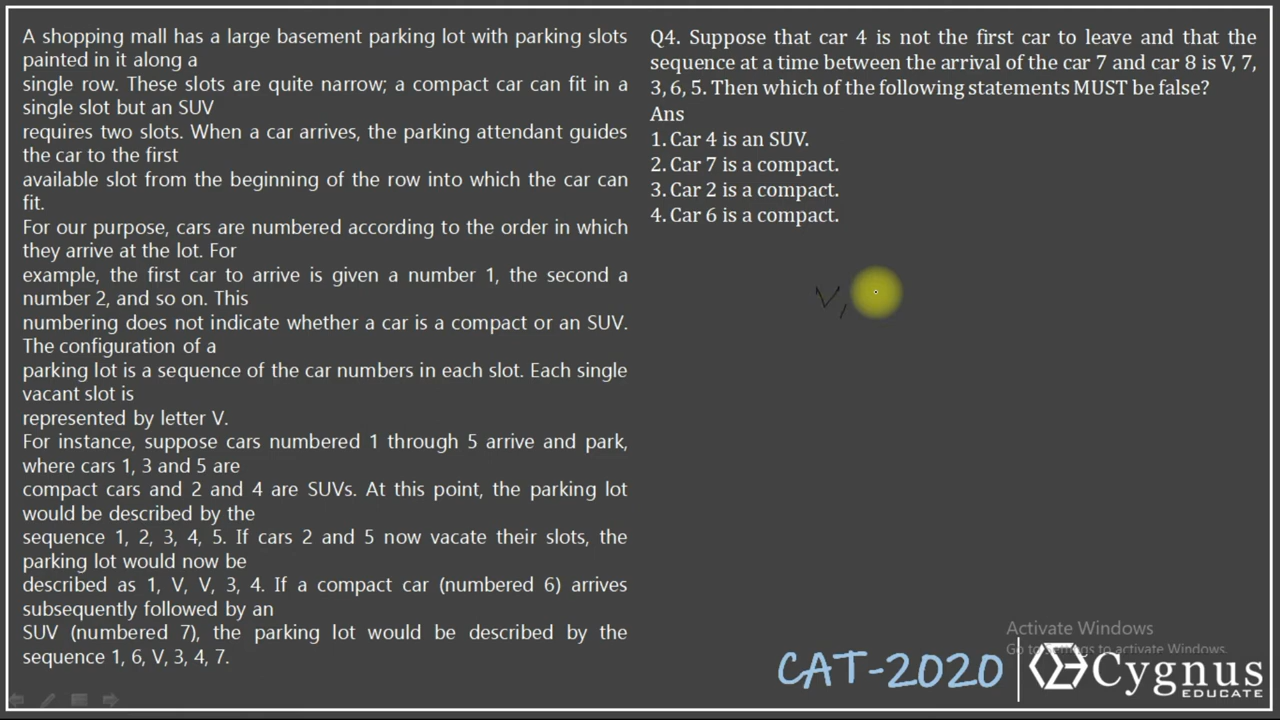 A shopping mall has a large basement parking lot with parking slots
painted in it along a
single row. These slots are quite narrow; a compact car can fit in a
single slot but an SUV
requires two slots. When a car arrives, the parking attendant guides
the car to the first
available slot from the beginning of the row into which the car can
fit.
For our purpose, cars are numbered according to the order in which
they arrive at the lot. For
example, the first car to arrive is given a number 1, the second a
number 2, and so on. This
numbering does not indicate whether a car is a compact or an SUV.
The configuration of a
parking lot is a sequence of the car numbers in each slot. Each single
vacant slot is
represented by letter V.
For instance, suppose cars numbered 1 through 5 arrive and park,
where cars 1, 3 and 5 are
compact cars and 2 and 4 are SUVs. At this point, the parking lot
would be described by the
sequence 1, 2, 3, 4, 5. If cars 2 and 5 now vacate their slots, the
parking lot would now be
described as 1, V, V, 3, 4. If a compact car (numbered 6) arrives
subsequently followed by an
SUV (numbered 7), the parking lot would be described by the
sequence 1, 6, V, 3, 4, 7.
Q4. Suppose that car 4 is not the first car to leave and that the
sequence at a time between the arrival of the car 7 and car 8 is V, 7,
3, 6, 5. Then which of the following statements MUST be false?
Ans
1. Car 4 is an SUV.
2. Car 7 is a compact.
3. Car 2 is a compact.
4. Car 6 is a compact.
V,
Activate Windows
Go to Settings to activate Windows.
CAT-2020
Cygnus
EDUCATE